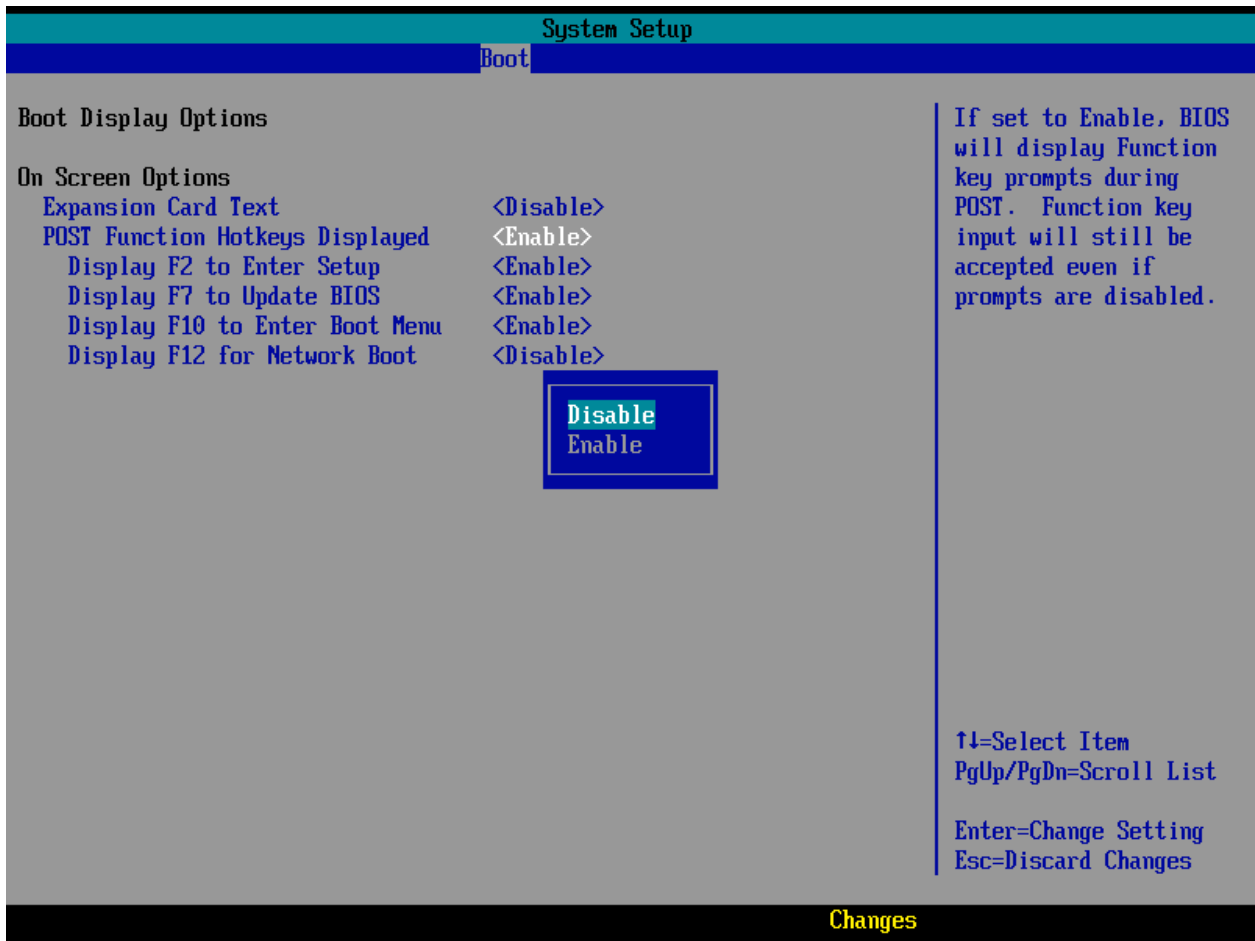 System Setup
Boot
Boot Display Options
On Screen Options
Expansion Card Text <Disable>
POST Function Hotkeys Displayed <Enable>
Display F2 to Enter Setup <Enable>
Display F7 to Update BIOS <Enable>
Display F10 to Enter Boot Menu <Enable>
Display F12 for Network Boot <Disable>
Disable
Enable
If set to Enable, BIOS
will display Function
key prompts during
POST. Function key
input will still be
accepted even if
prompts are disabled.
↑↓=Select Item
PgUp/PgDn=Scroll List
Enter=Change Setting
Esc=Discard Changes
Changes